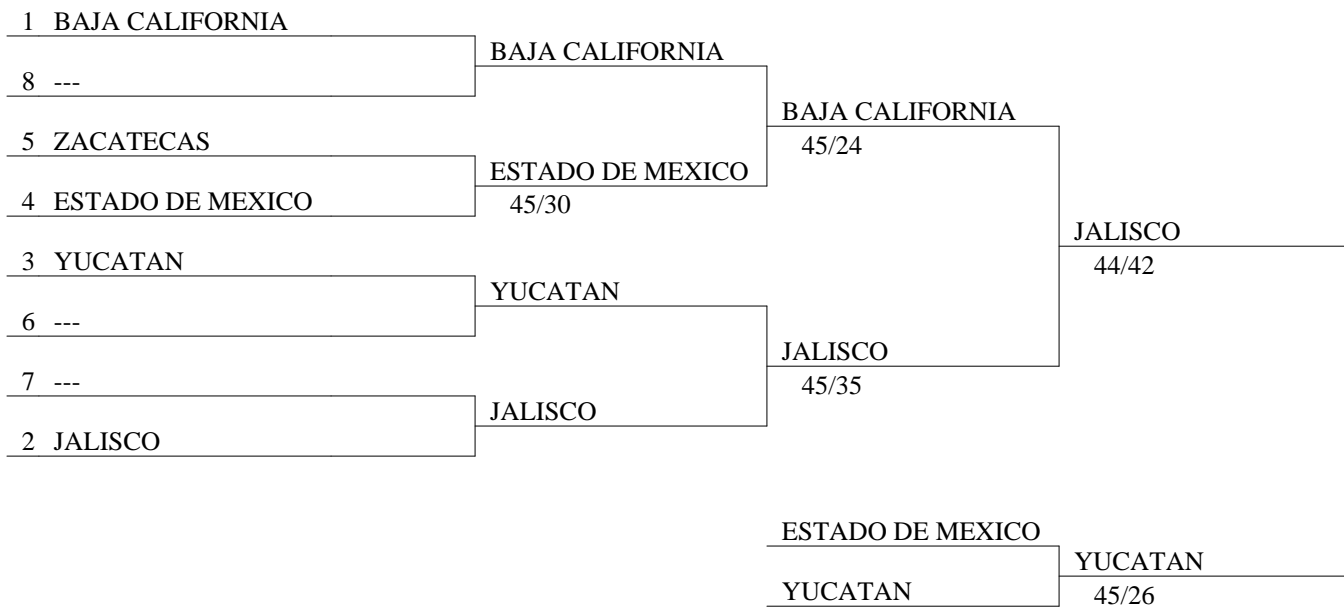 1 BAJA CALIFORNIA
BAJA CALIFORNIA
8 ---
BAJA CALIFORNIA
5 ZACATECAS
45/24
ESTADO DE MEXICO
4 ESTADO DE MEXICO
45/30
JALISCO
3 YUCATAN
44/42
YUCATAN
6 ---
JALISCO
7 ---
45/35
JALISCO
2 JALISCO
ESTADO DE MEXICO
YUCATAN
YUCATAN
45/26